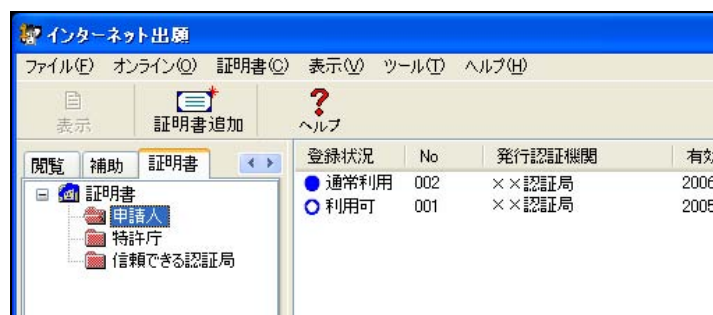 インターネット出願
ファイル(F) オンライン(O) 証明書(C) 表示(V) ツール(T) ヘルプ(H)
表示 証明書追加 ヘルプ
閲覧 補助 証明書
証明書
申請人
特許庁
信頼できる認証局
登録状況 No 発行認証機関 有効
通常利用 002 ××認証局 2006
利用可 001 ××認証局 2005